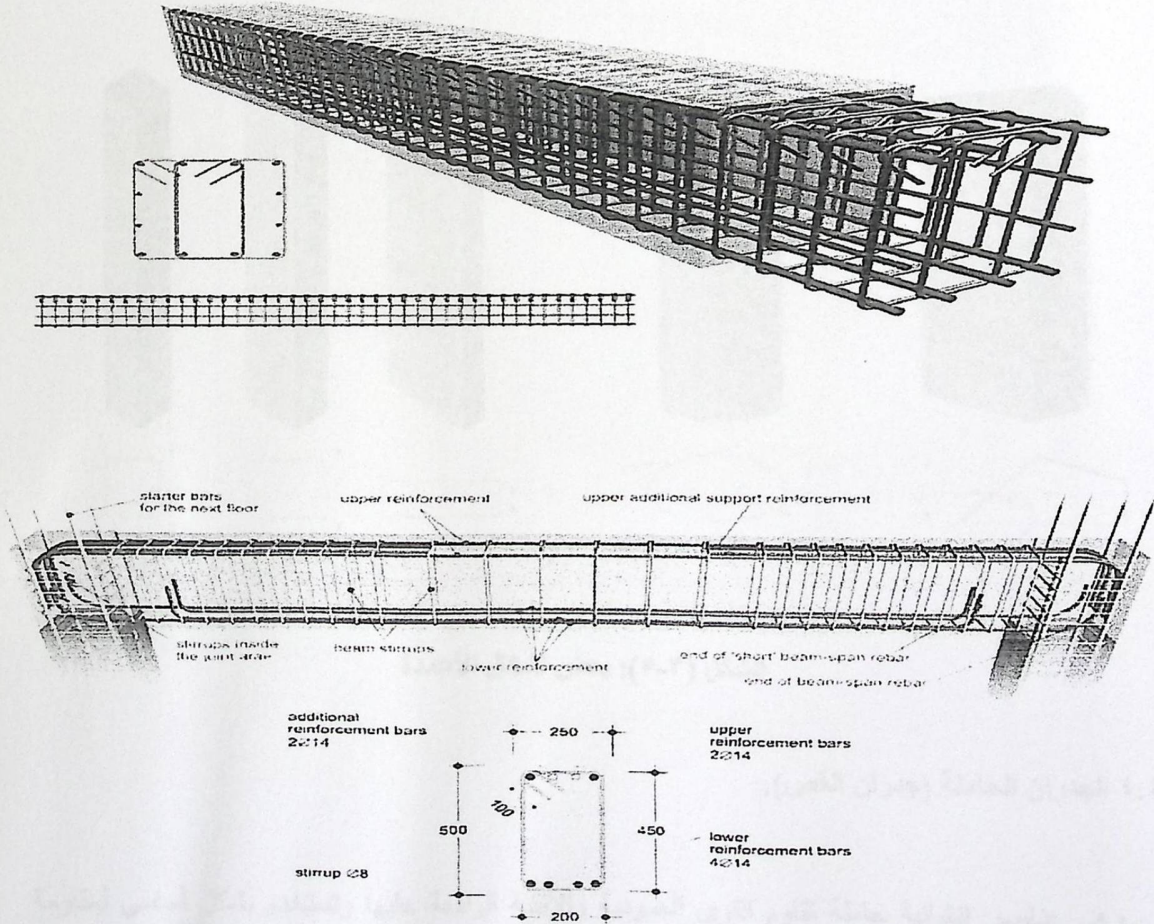 starter bars
for the next floor
upper reinforcement
upper additional support reinforcement
stirrups inside
the joint area
beam stirrups
lower reinforcement
end of 'short' beam-span rebar
end of beam-span rebar
additional
reinforcement bars
2Ø14
250
upper
reinforcement bars
2Ø14
100
500
450
lower
reinforcement bars
4Ø14
stirrup Ø8
200